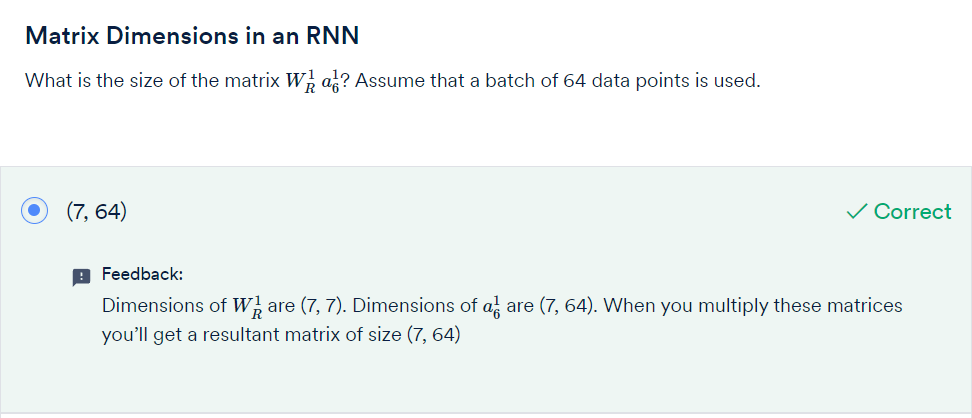 Matrix Dimensions in an RNN
What is the size of the matrix $W_R^1 \, a_6^1$? Assume that a batch of 64 data points is used.
(7, 64)
Correct
Feedback:
Dimensions of $W_R^1$ are (7, 7). Dimensions of $a_6^1$ are (7, 64). When you multiply these matrices
you’ll get a resultant matrix of size (7, 64)